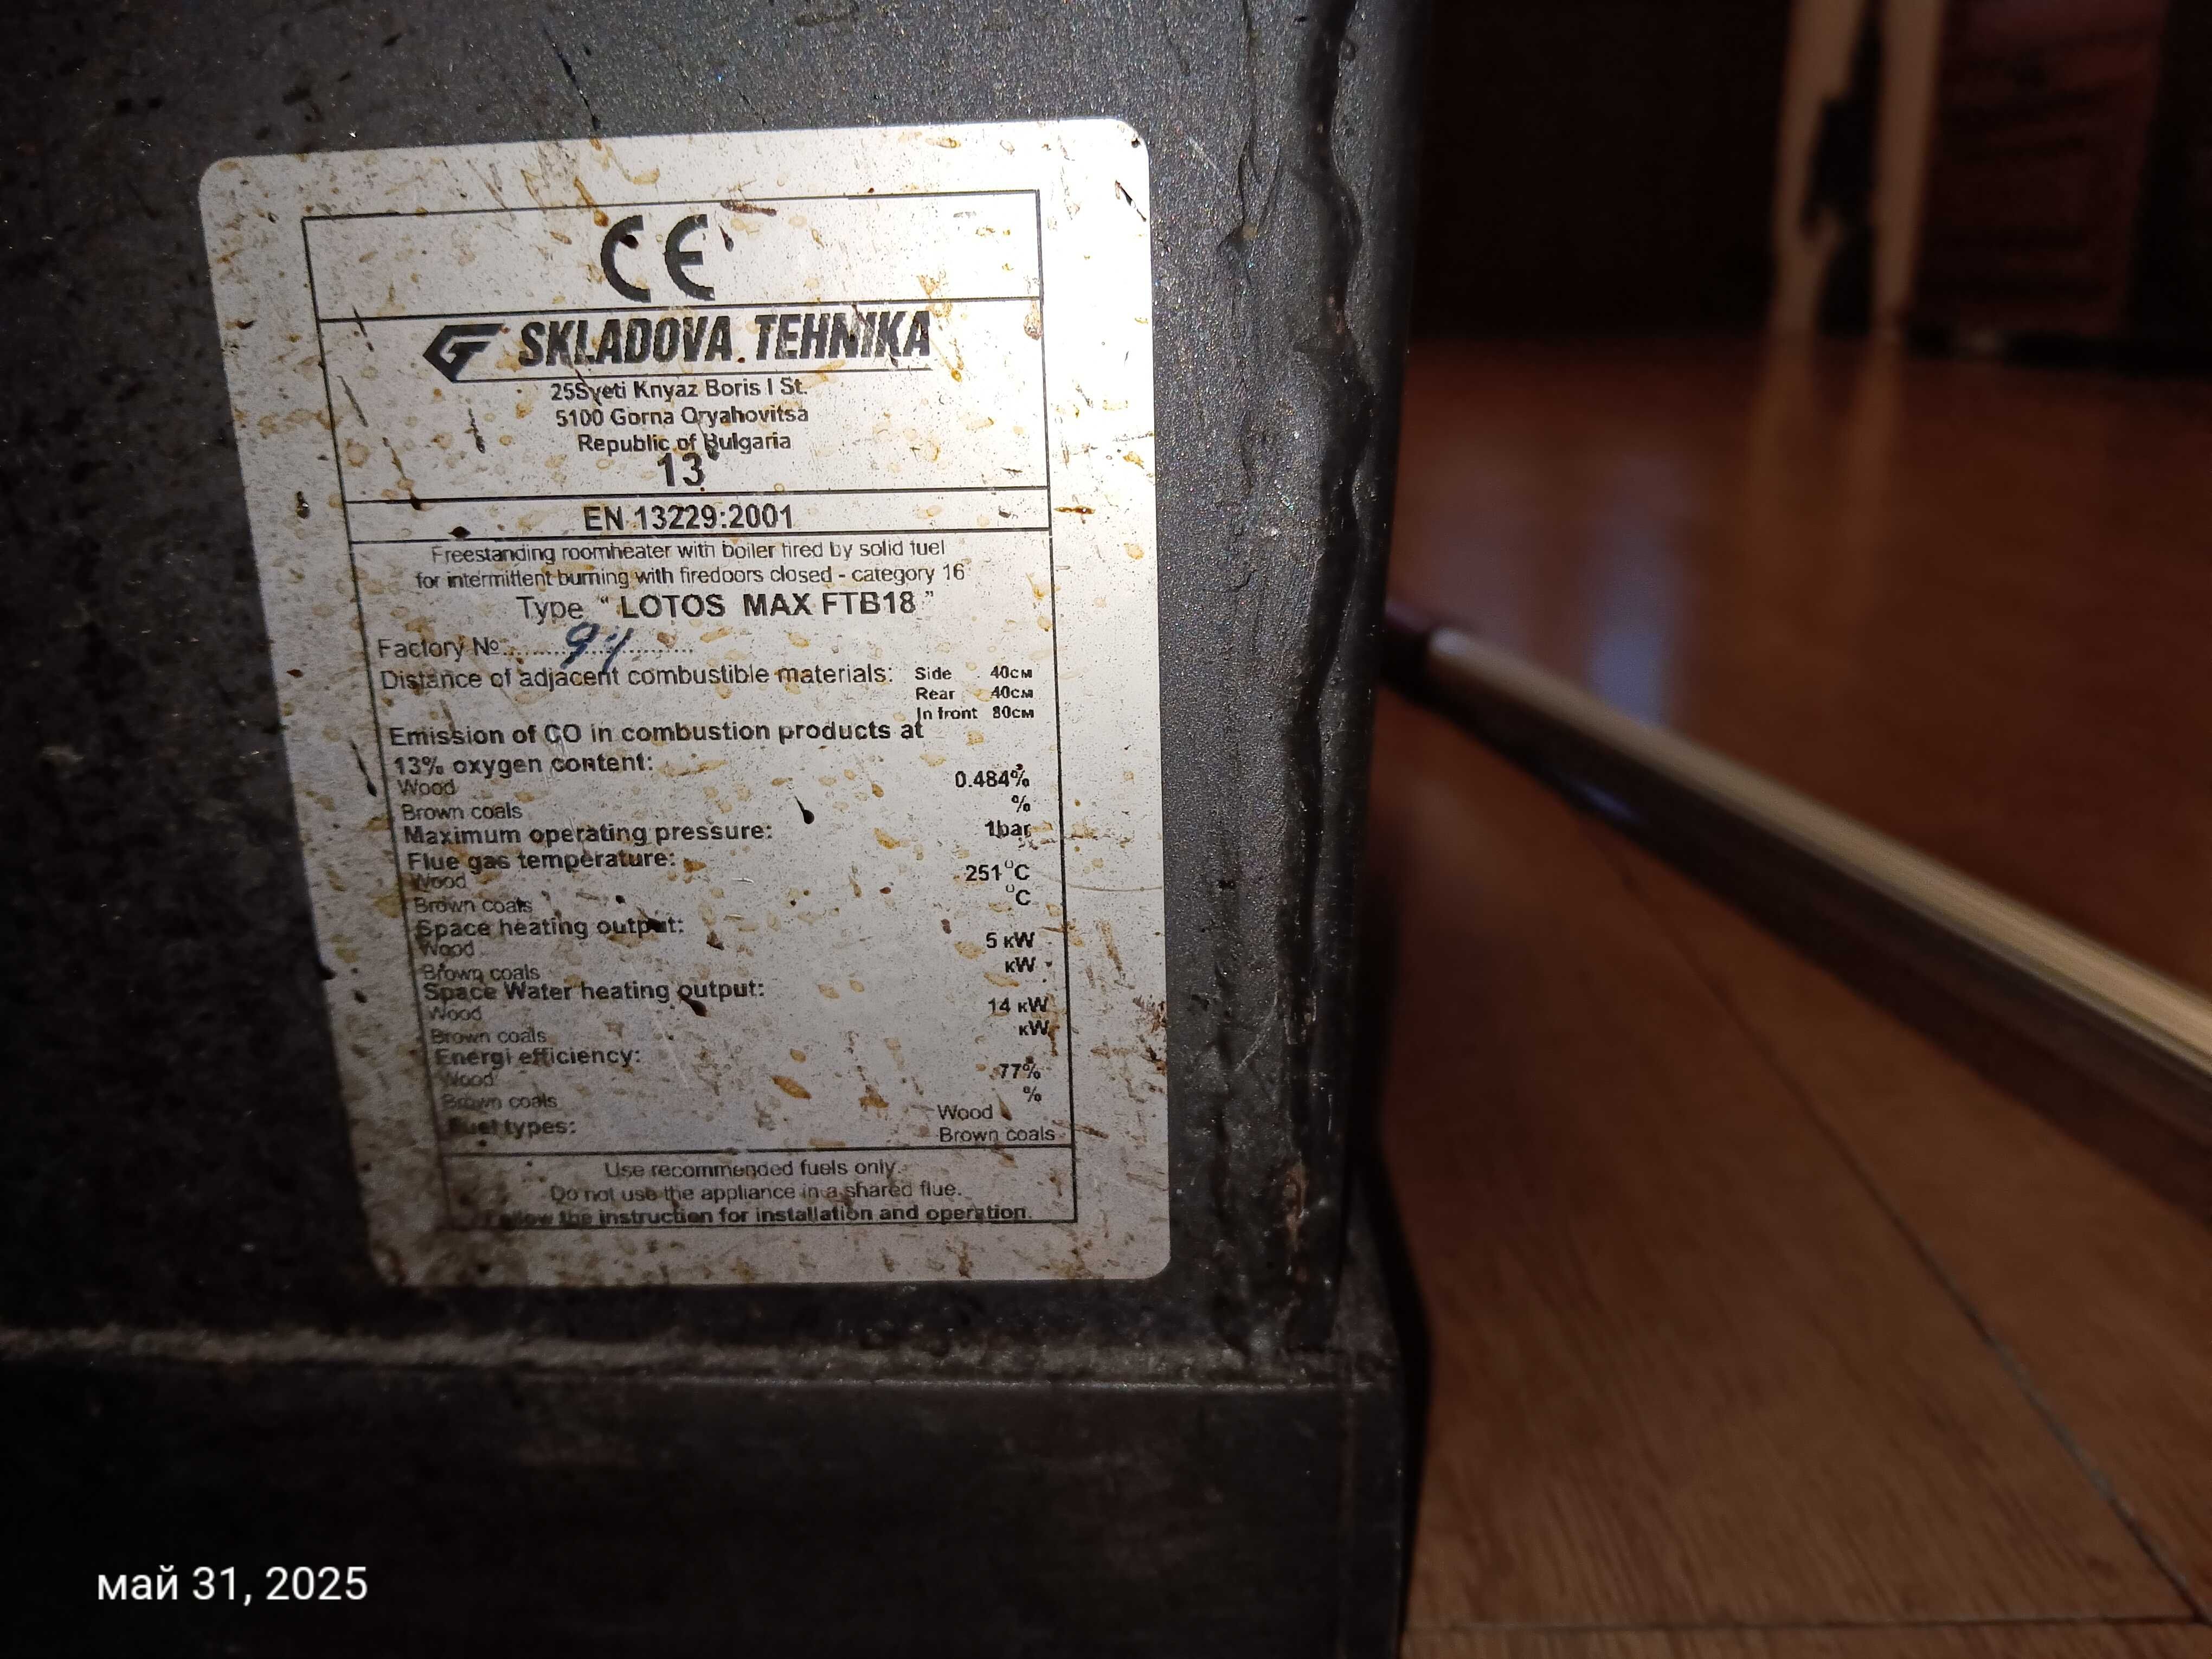 CE
SKLADOVA TEHNIKA
25Sveti Knyaz Boris I St.
5100 Gorna Oryahovitsa
Republic of Bulgaria
13
EN 13229:2001
Freestanding roomheater with boiler fired by solid fuel
for intermittent burning with firedoors closed - category 16
Type " LOTOS MAX FTB18 "
Factory №.......................
Distance of adjacent combustible materials: Side 40см
Rear 40см
In front 80см
Emission of CO in combustion products at
13% oxygen content:
Wood 0.484%
Brown coals %
Maximum operating pressure: 1bar
Flue gas temperature:
Wood 251°C
Brown coals °C
Space heating output:
Wood 5 кW
Brown coals кW
Space Water heating output:
Wood 14 кW
Brown coals кW
Energi efficiency:
Wood 77%
Brown coals %
Fuel types: Wood
Brown coals
Use recommended fuels only.
Do not use the appliance in a shared flue.
Follow the instruction for installation and operation.
май 31, 2025